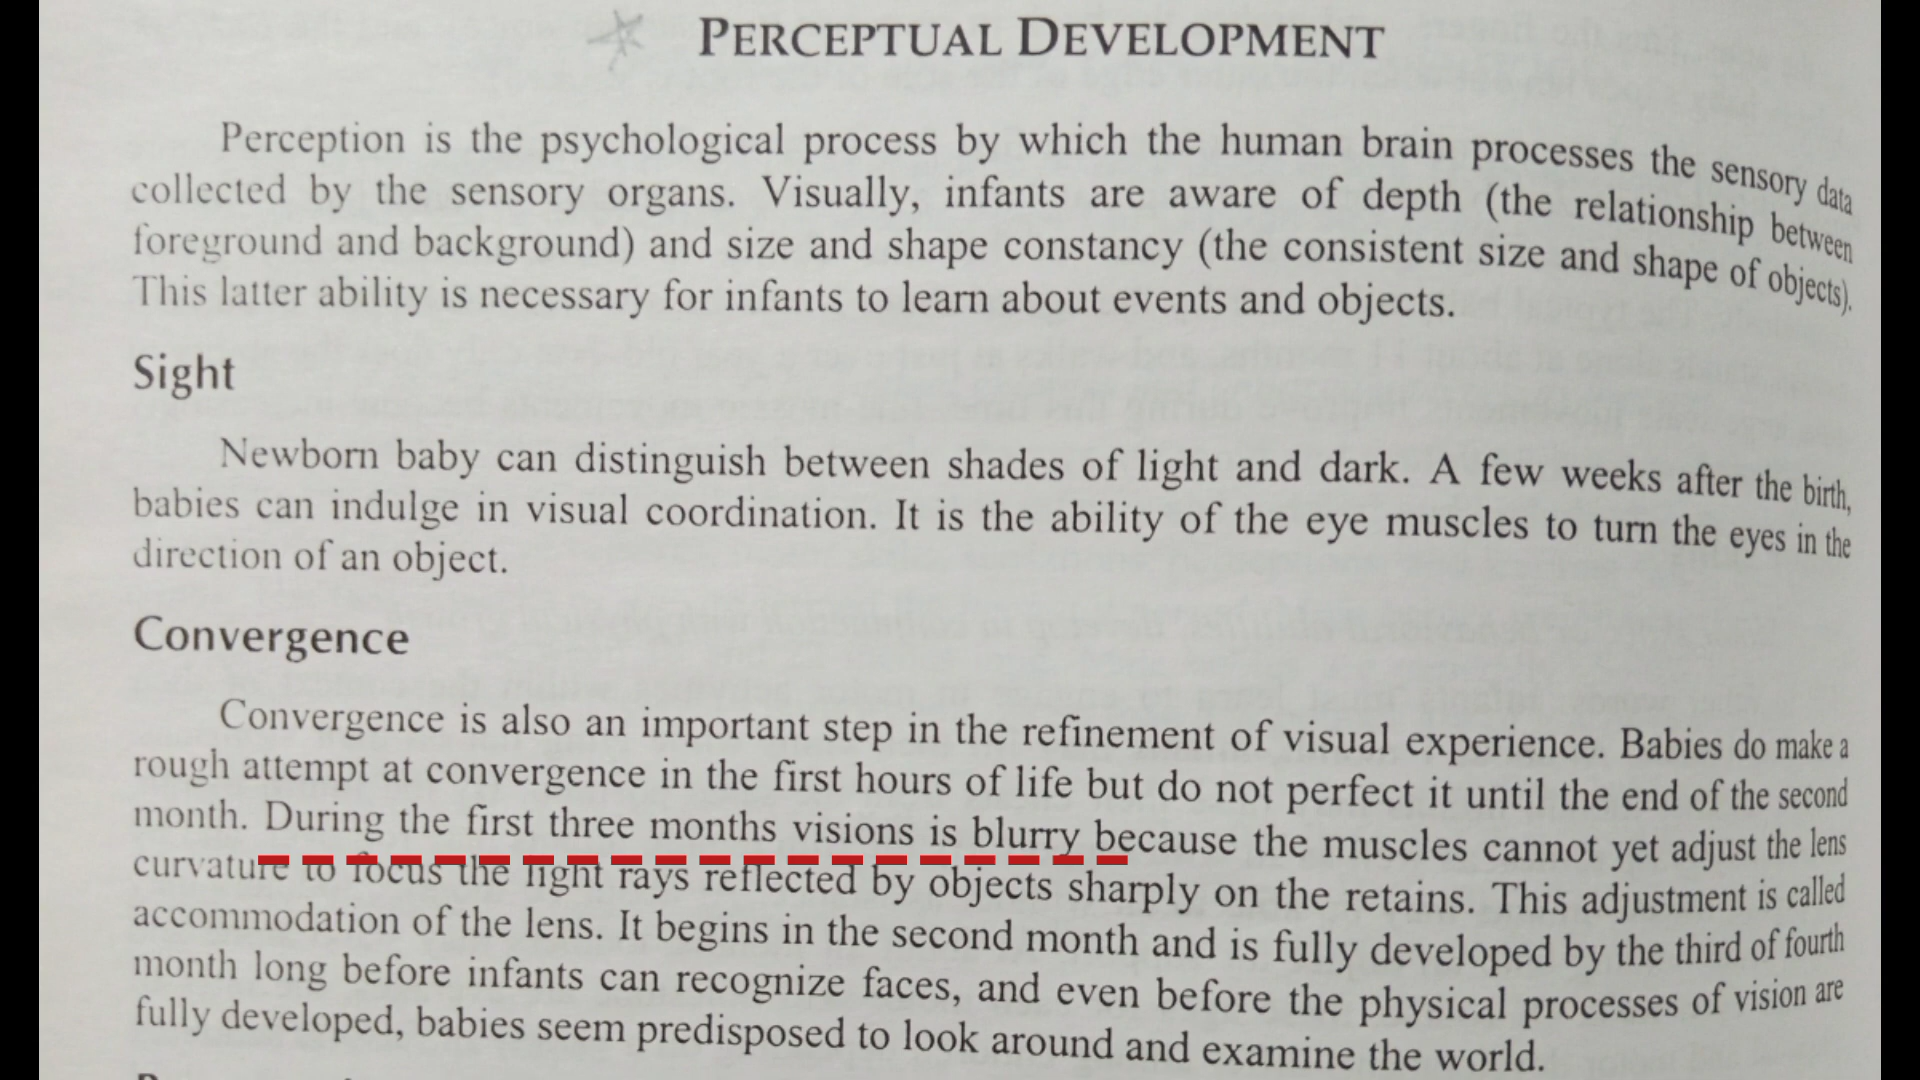 PERCEPTUAL DEVELOPMENT
Perception is the psychological process by which the human brain processes the sensory data
collected by the sensory organs. Visually, infants are aware of depth (the relationship between
foreground and background) and size and shape constancy (the consistent size and shape of objects).
This latter ability is necessary for infants to learn about events and objects.
Sight
Newborn baby can distinguish between shades of light and dark. A few weeks after the birth,
babies can indulge in visual coordination. It is the ability of the eye muscles to turn the eyes in the
direction of an object.
Convergence
Convergence is also an important step in the refinement of visual experience. Babies do make a
rough attempt at convergence in the first hours of life but do not perfect it until the end of the second
month. During the first three months visions is blurry because the muscles cannot yet adjust the lens
curvature to focus the light rays reflected by objects sharply on the retains. This adjustment is called
accommodation of the lens. It begins in the second month and is fully developed by the third of fourth
month long before infants can recognize faces, and even before the physical processes of vision are
fully developed, babies seem predisposed to look around and examine the world.